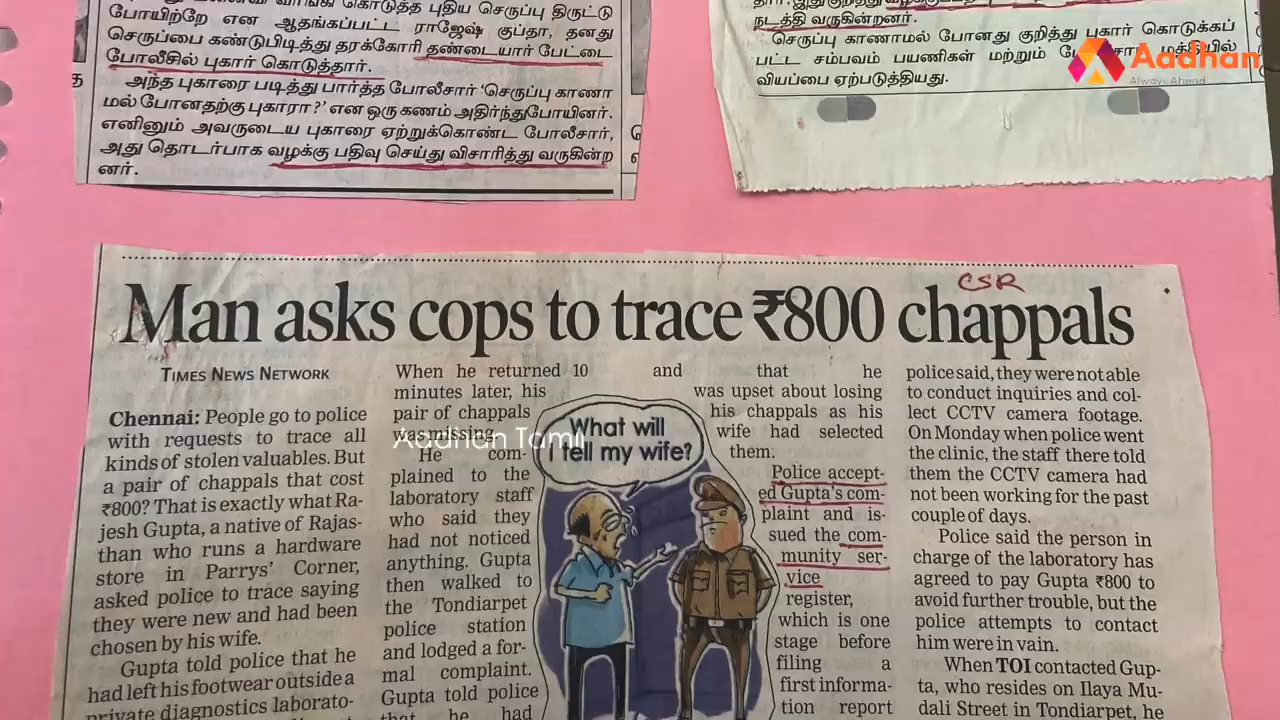 கொடுத்த புதிய செருப்பு திருட்டு
போயிற்றே என ஆதங்கப்பட்ட ராஜேஷ் குப்தா, தனது
செருப்பை கண்டுபிடித்து தரக்கோரி தண்டையார் பேட்டை
போலீசில் புகார் கொடுத்தார்.
அந்த புகாரை படித்து பார்த்த போலீசார் ‘செருப்பு காணா
மல் போனதற்கு புகாரா?’ என ஒருகணம் அதிர்ந்துபோயினர்.
எனினும் அவருடைய புகாரை ஏற்றுக்கொண்ட போலீசார்,
அது தொடர்பாக வழக்கு பதிவு செய்து விசாரித்து வருகின்ற
னர்.
நடத்தி வருகின்றனர்.
செருப்பு காணாமல் போனது குறித்து புகார் கொடுக்கப்
பட்ட சம்பவம் பயணிகள் மற்றும்
வியப்பை ஏற்படுத்தியது.
Aadhan
Always Ahead
CSR
Man asks cops to trace ₹800 chappals
TIMES NEWS NETWORK
Chennai: People go to police
with requests to trace all
kinds of stolen valuables. But
a pair of chappals that cost
₹800? That is exactly what Ra-
jesh Gupta, a native of Rajas-
than who runs a hardware
store in Parrys’ Corner,
asked police to trace saying
they were new and had been
chosen by his wife.
Gupta told police that he
had left his footwear outside a
private diagnostics laborato-
When he returned 10
minutes later, his
pair of chappals
was missing.
He com-
plained to the
laboratory staff
who said they
had not noticed
anything. Gupta
then walked to
the Tondiarpet
police station
and lodged a for-
mal complaint.
Gupta told police
that he had
Aadhan Tamil
What will
I tell my wife?
and that he
was upset about losing
his chappals as his
wife had selected
them.
Police accept-
ed Gupta’s com-
plaint and is-
sued the com-
munity ser-
vice
register,
which is one
stage before
filing a
first informa-
tion report
police said, they were not able
to conduct inquiries and col-
lect CCTV camera footage.
On Monday when police went
the clinic, the staff there told
them the CCTV camera had
not been working for the past
couple of days.
Police said the person in
charge of the laboratory has
agreed to pay Gupta ₹800 to
avoid further trouble, but the
police attempts to contact
him were in vain.
When TOI contacted Gup-
ta, who resides on Ilaya Mu-
dali Street in Tondiarpet, he